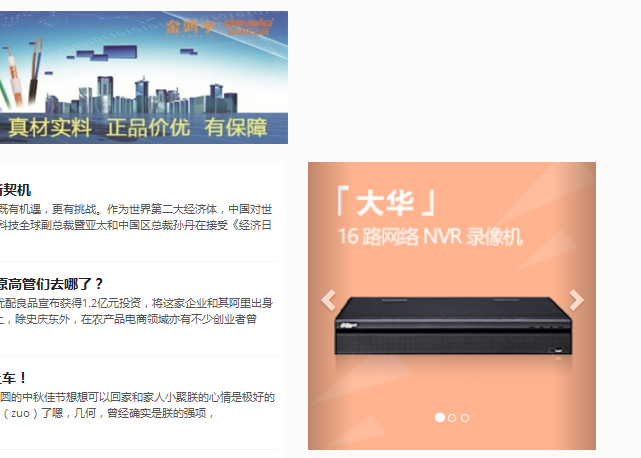 金鸿宇
真材实料 正品价优 有保障
契机
既有机遇，更有挑战。作为世界第二大经济体，中国对世
科技全球副总裁暨亚太和中国区总裁孙丹在接受《经济日
原高管们去哪了？
优配良品宣布获得1.2亿元投资，将这家企业和其阿里出身
上，除史庆东外，在农产品电商领域亦有不少创业者曾
车！
回的中秋佳节想想可以回家和家人小聚朕的心情是极好的
（zuo）了嗯，几何，曾经确实是朕的强项，
「大华」
16 路网络 NVR 录像机
alhua